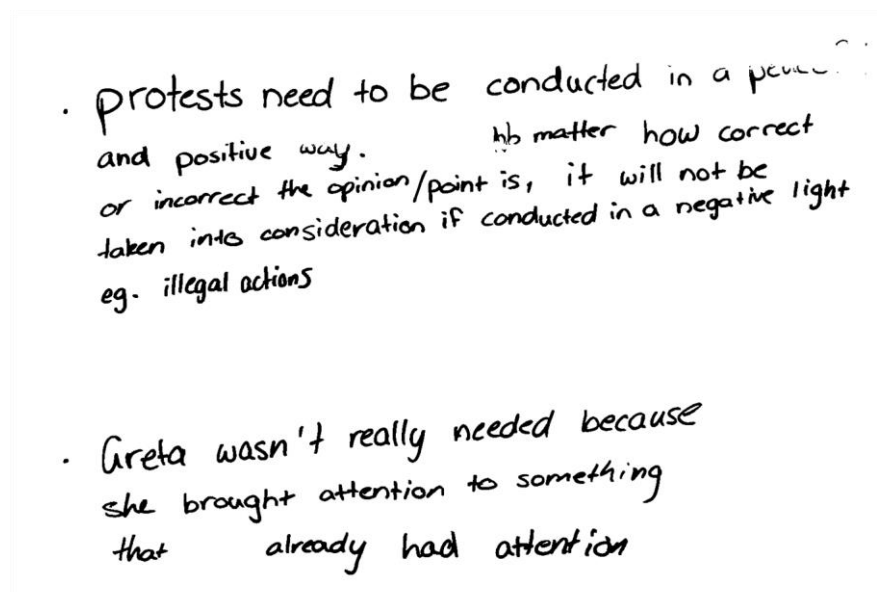 . protests need to be conducted in a
and positive way. no matter how correct
or incorrect the opinion/point is, it will not be
taken into consideration if conducted in a negative light
eg. illegal actions
. Greta wasn't really needed because
she brought attention to something
that already had attention